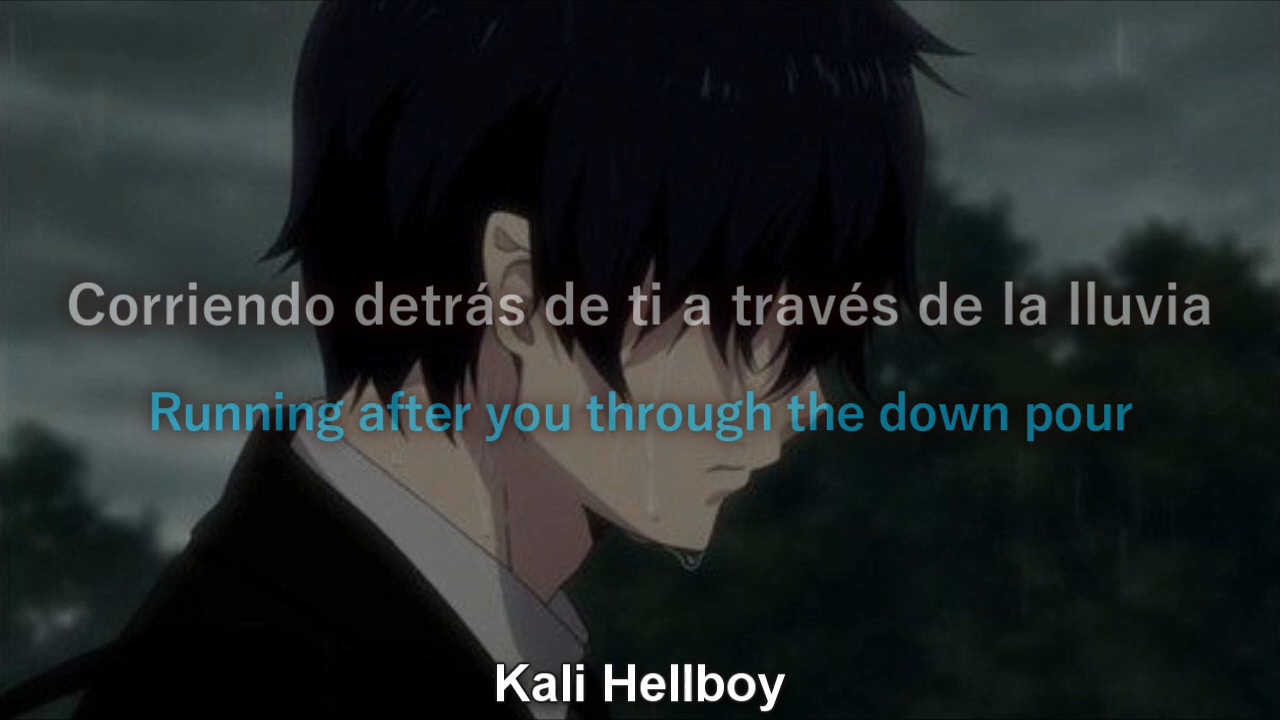 Corriendo detrás de ti a través de la lluvia
Running after you through the down pour
Kali Hellboy